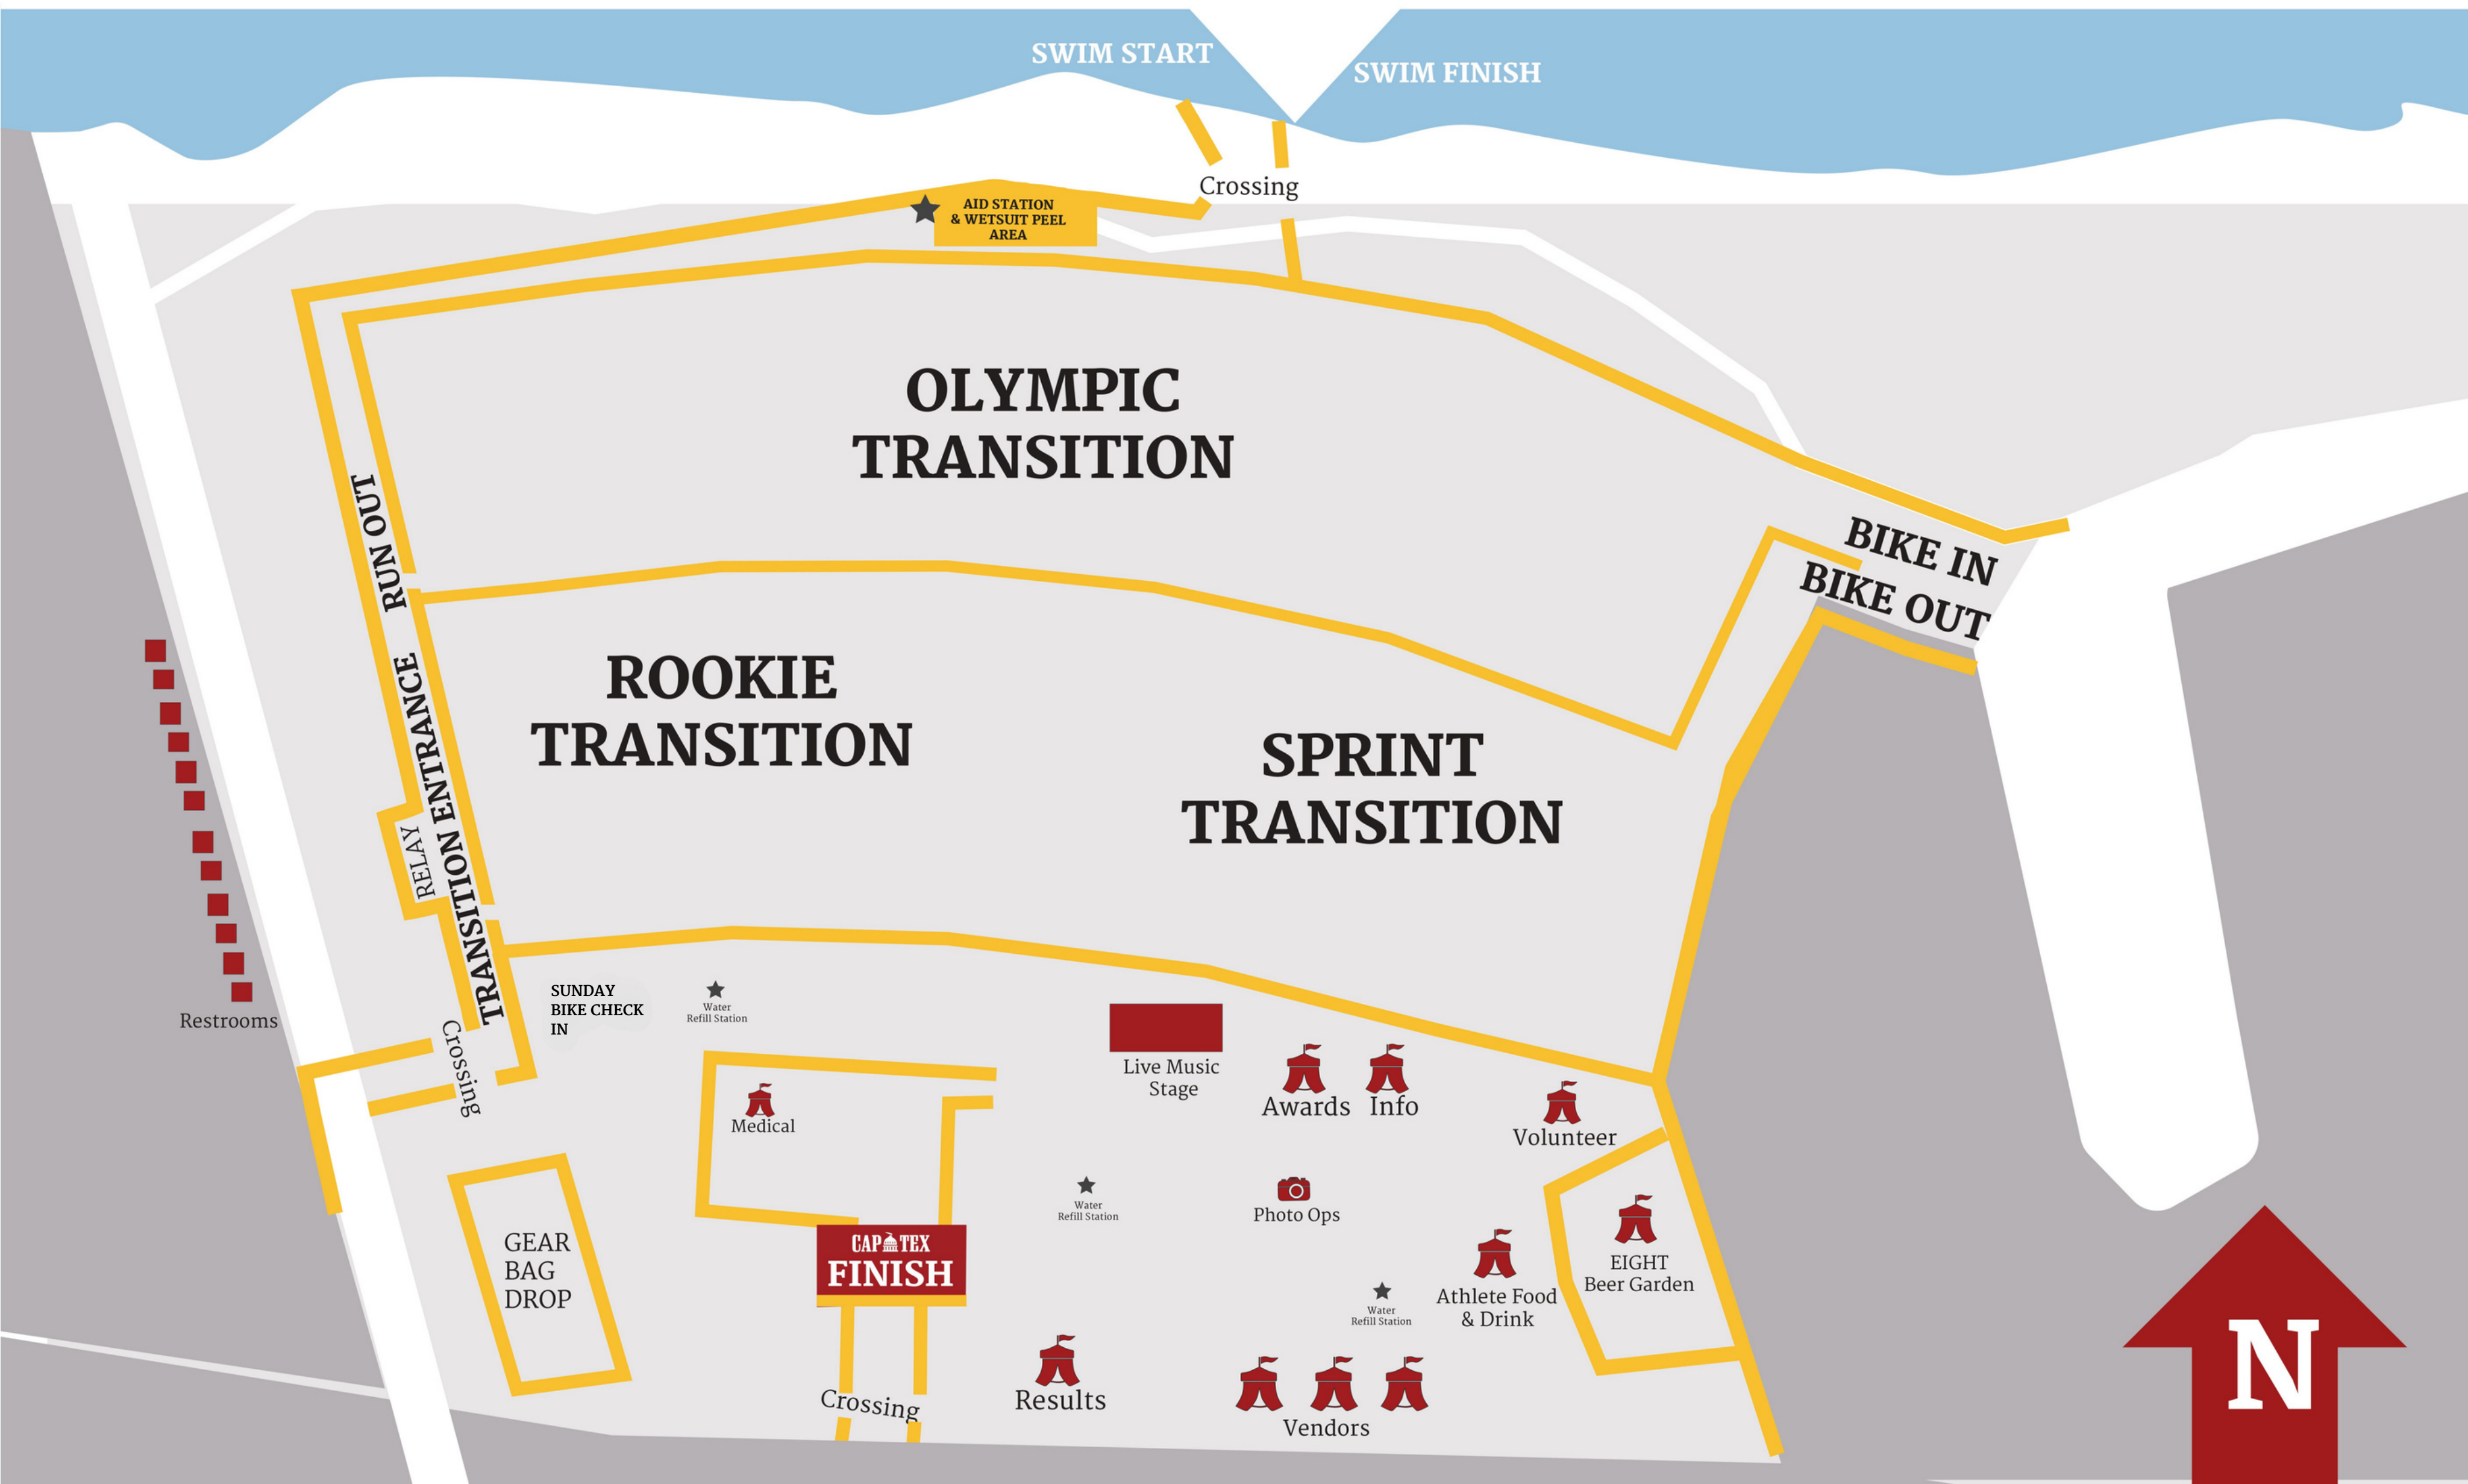 SWIM START
SWIM FINISH
Crossing
AID STATION
& WETSUIT PEEL
AREA
OLYMPIC
TRANSITION
RUN OUT
BIKE IN
BIKE OUT
ROOKIE
TRANSITION
TRANSITION ENTRANCE
SPRINT
TRANSITION
RELAY
Restrooms
SUNDAY
BIKE CHECK
IN
Water
Refill Station
Crossing
Live Music
Stage
Awards
Info
Medical
Volunteer
Water
Refill Station
Photo Ops
GEAR
BAG
DROP
CAP TEX
FINISH
EIGHT
Beer Garden
Athlete Food
& Drink
Water
Refill Station
Crossing
Results
Vendors
N